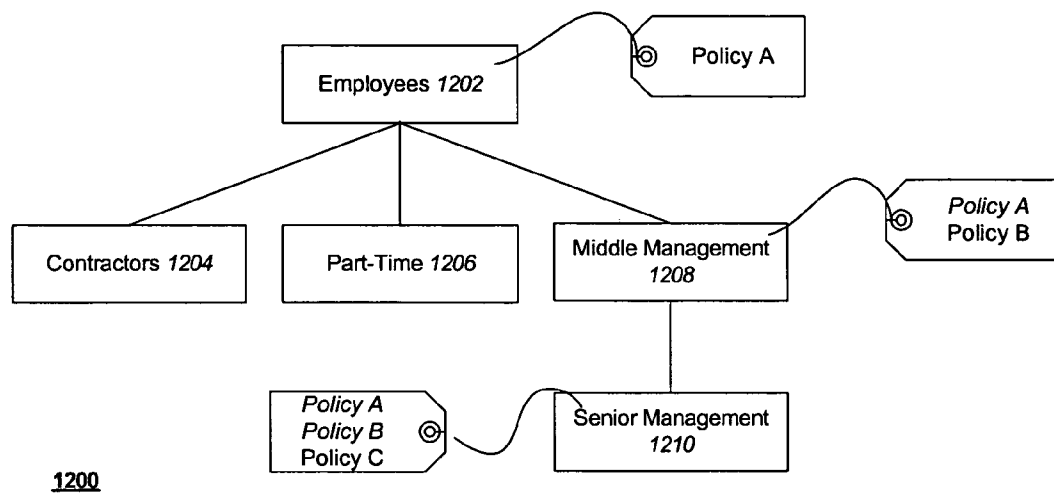 Employees 1202
Policy A
Contractors 1204
Part-Time 1206
Middle Management
1208
Policy A
Policy B
Policy A
Policy B
Policy C
Senior Management
1210
1200